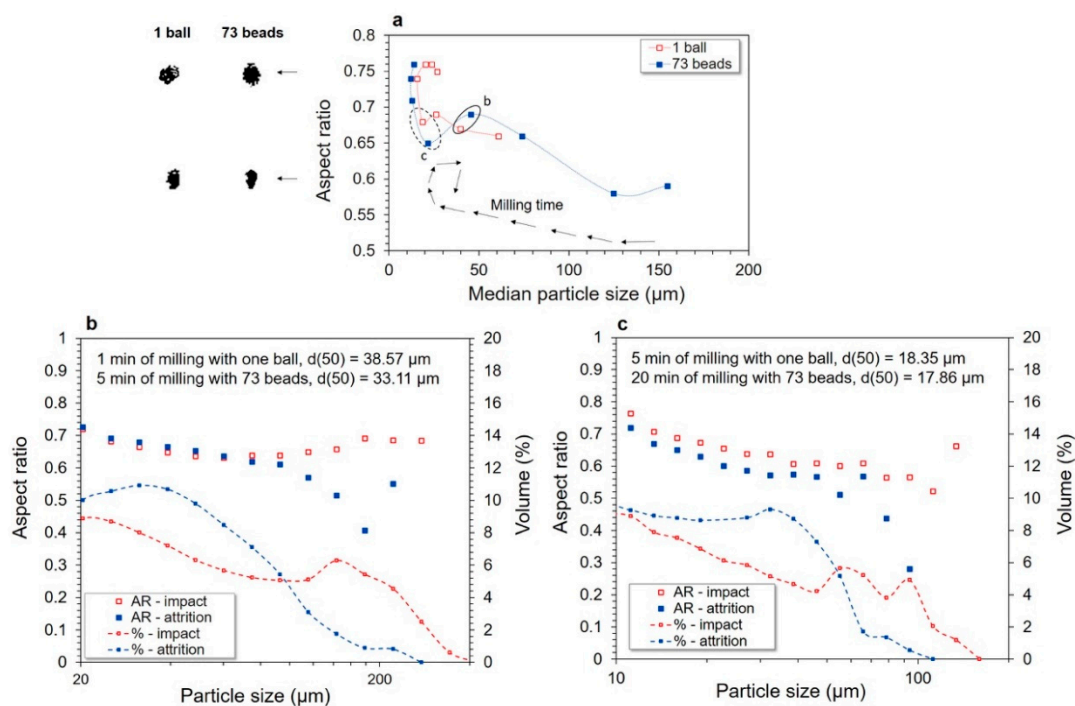 1 ball 73 beads
a
0.8
0.75
0.7
0.65
0.6
0.55
0.5
Aspect ratio
1 ball
73 beads
b
c
Milling time
0 50 100 150 200
Median particle size (µm)
b
1
0.9
0.8
0.7
0.6
0.5
0.4
0.3
0.2
0.1
0
Aspect ratio
1 min of milling with one ball, d(50) = 38.57 µm
5 min of milling with 73 beads, d(50) = 33.11 µm
AR - impact
AR - attrition
% - impact
% - attrition
20
18
16
14
12
10
8
6
4
2
0
Volume (%)
20 200
Particle size (µm)
c
1
0.9
0.8
0.7
0.6
0.5
0.4
0.3
0.2
0.1
0
Aspect ratio
5 min of milling with one ball, d(50) = 18.35 µm
20 min of milling with 73 beads, d(50) = 17.86 µm
AR - impact
AR - attrition
% - impact
% - attrition
20
18
16
14
12
10
8
6
4
2
0
Volume (%)
10 100
Particle size (µm)